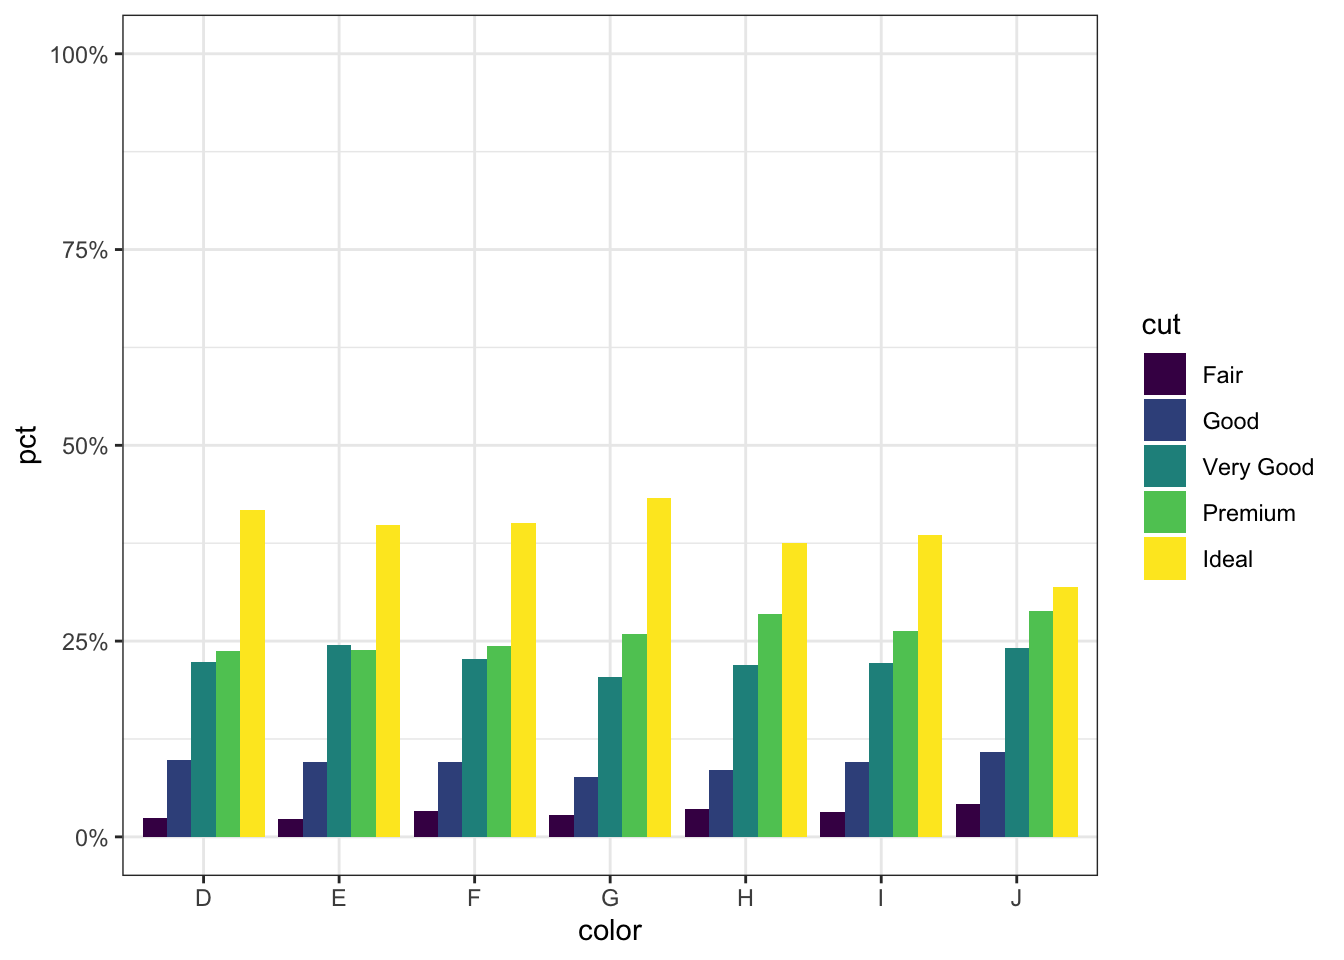 100%
75%
50%
25%
0%
pct
D E F G H I J
color
cut
Fair
Good
Very Good
Premium
Ideal